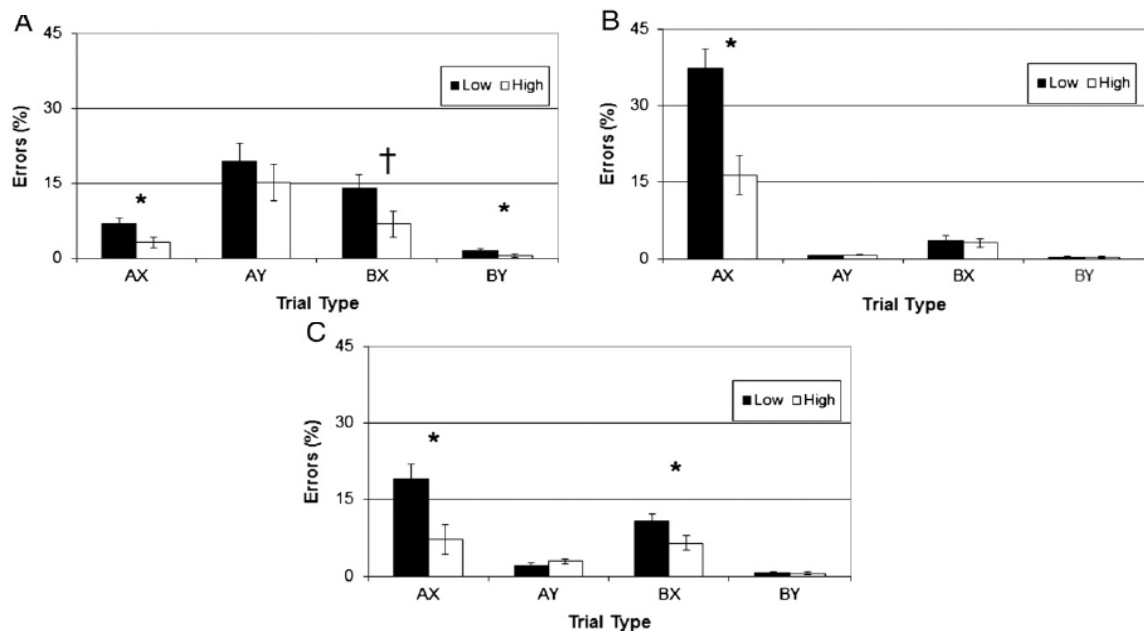 A
45
30
15
0
Errors (%)
Low High
*
†
*
AX AY BX BY
Trial Type
B
45
30
15
0
Errors (%)
Low High
*
AX AY BX BY
Trial Type
C
45
30
15
0
Errors (%)
Low High
*
*
AX AY BX BY
Trial Type